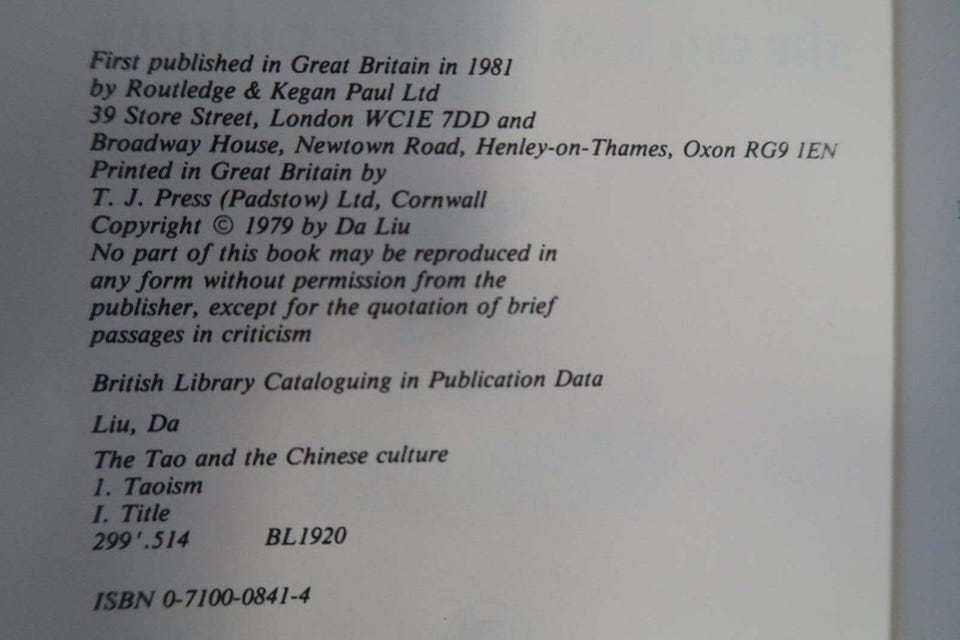 First published in Great Britain in 1981
by Routledge & Kegan Paul Ltd
39 Store Street, London WC1E 7DD and
Broadway House, Newtown Road, Henley-on-Thames, Oxon RG9 1EN
Printed in Great Britain by
T. J. Press (Padstow) Ltd, Cornwall
Copyright © 1979 by Da Liu
No part of this book may be reproduced in
any form without permission from the
publisher, except for the quotation of brief
passages in criticism
British Library Cataloguing in Publication Data
Liu, Da
The Tao and the Chinese culture
1. Taoism
I. Title
299'.514 BL1920
ISBN 0-7100-0841-4